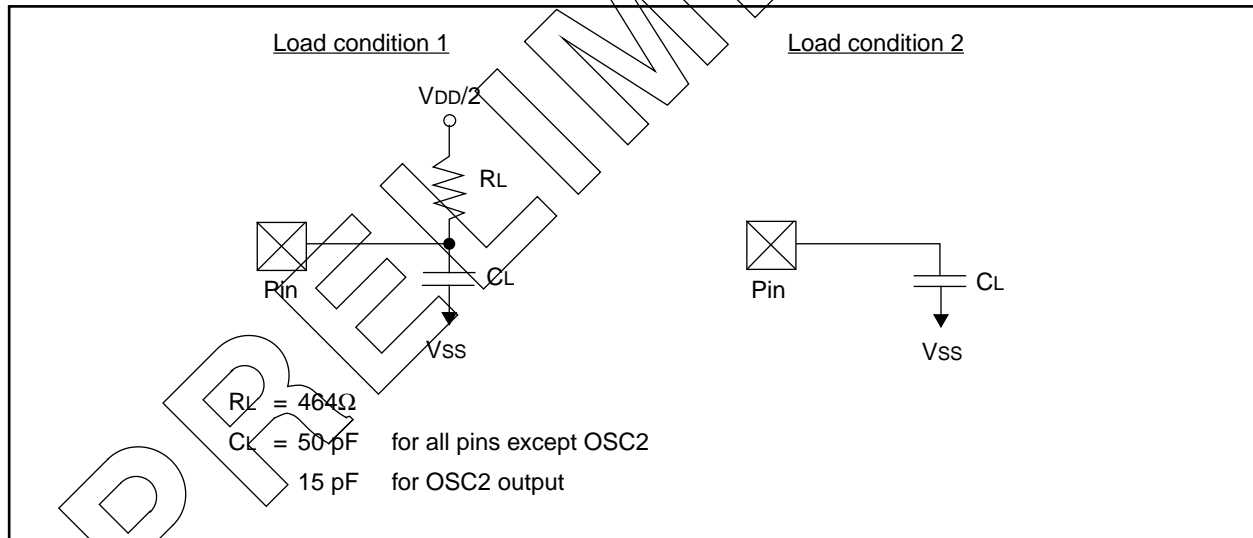 Load condition 1
Load condition 2
VDD/2
RL
Pin
CL
VSS
Pin
CL
VSS
RL = 464Ω
CL = 50 pF for all pins except OSC2
15 pF for OSC2 output
PRELIM